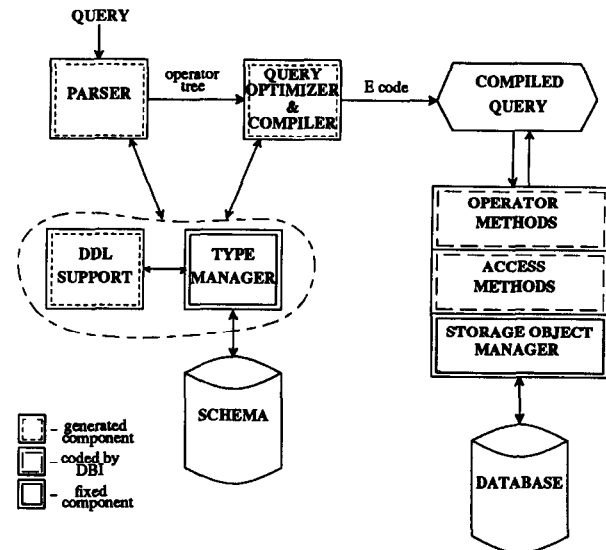 QUERY
PARSER
operator
tree
QUERY
OPTIMIZER
&
COMPILER
E code
COMPILED
QUERY
OPERATOR
METHODS
ACCESS
METHODS
STORAGE OBJECT
MANAGER
DDL
SUPPORT
TYPE
MANAGER
SCHEMA
DATABASE
– generated
component
– coded by
DBI
– fixed
component